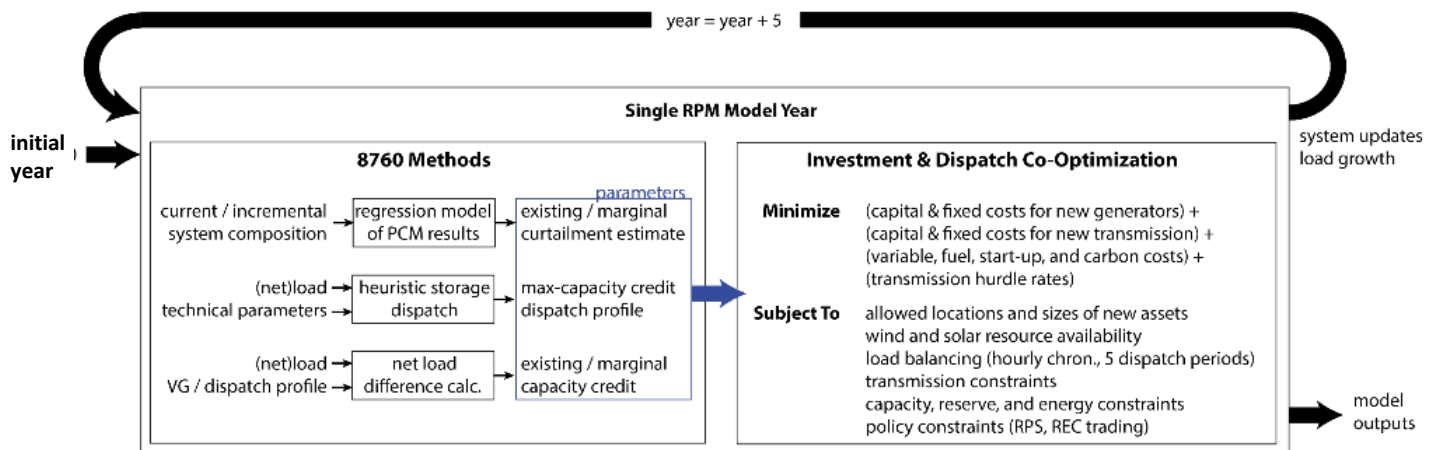 year = year + 5
Single RPM Model Year
initial
year
system updates
load growth
8760 Methods
parameters
current / incremental
system composition
regression model
of PCM results
existing / marginal
curtailment estimate
(net)load
technical parameters
heuristic storage
dispatch
max-capacity credit
dispatch profile
(net)load
VG / dispatch profile
net load
difference calc.
existing / marginal
capacity credit
Investment & Dispatch Co-Optimization
Minimize (capital & fixed costs for new generators) +
(capital & fixed costs for new transmission) +
(variable, fuel, start-up, and carbon costs) +
(transmission hurdle rates)
Subject To allowed locations and sizes of new assets
wind and solar resource availability
load balancing (hourly chron., 5 dispatch periods)
transmission constraints
capacity, reserve, and energy constraints
policy constraints (RPS, REC trading)
model
outputs